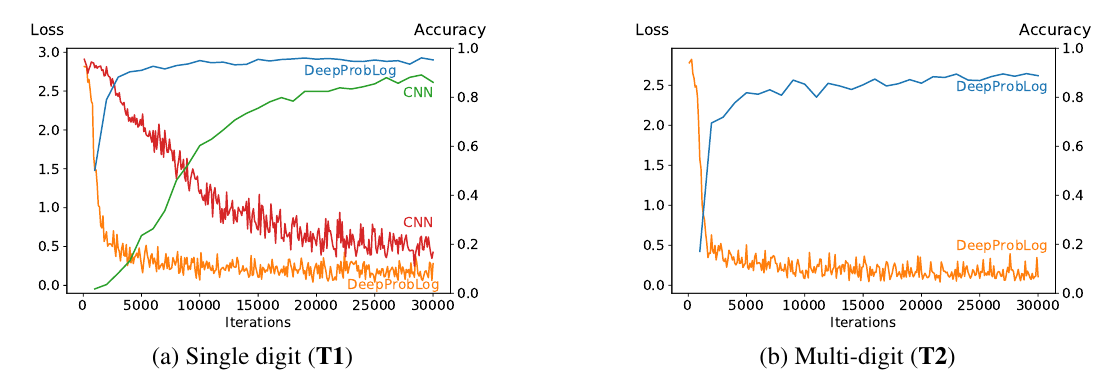 Loss
Accuracy
3.0
2.5
2.0
1.5
1.0
0.5
0.0
1.0
0.8
0.6
0.4
0.2
0.0
DeepProbLog
CNN
CNN
DeepProbLog
0 5000 10000 15000 20000 25000 30000
Iterations
(a) Single digit (T1)
Loss
Accuracy
2.5
2.0
1.5
1.0
0.5
0.0
1.0
0.8
0.6
0.4
0.2
0.0
DeepProbLog
DeepProbLog
0 5000 10000 15000 20000 25000 30000
Iterations
(b) Multi-digit (T2)